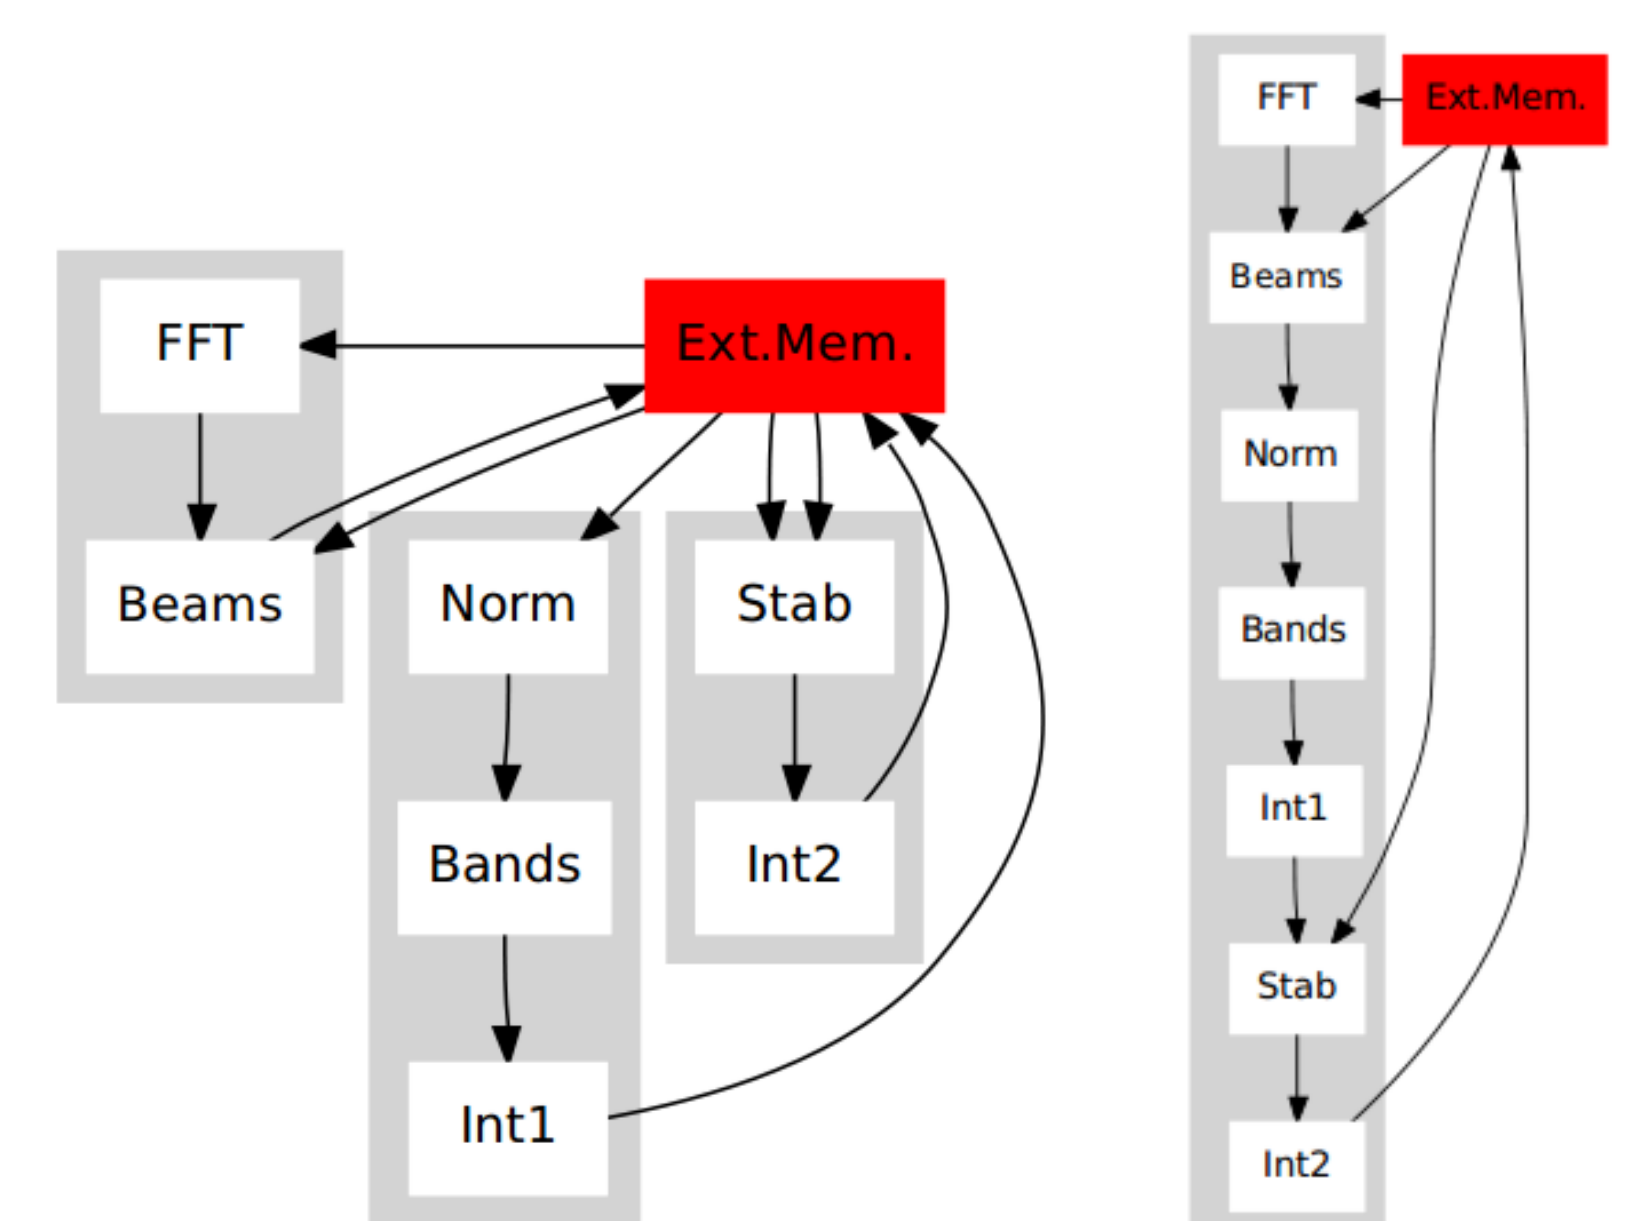 FFT
Ext.Mem.
Beams
Norm
Stab
Bands
Int2
Int1
FFT
Ext.Mem.
Beams
Norm
Bands
Int1
Stab
Int2